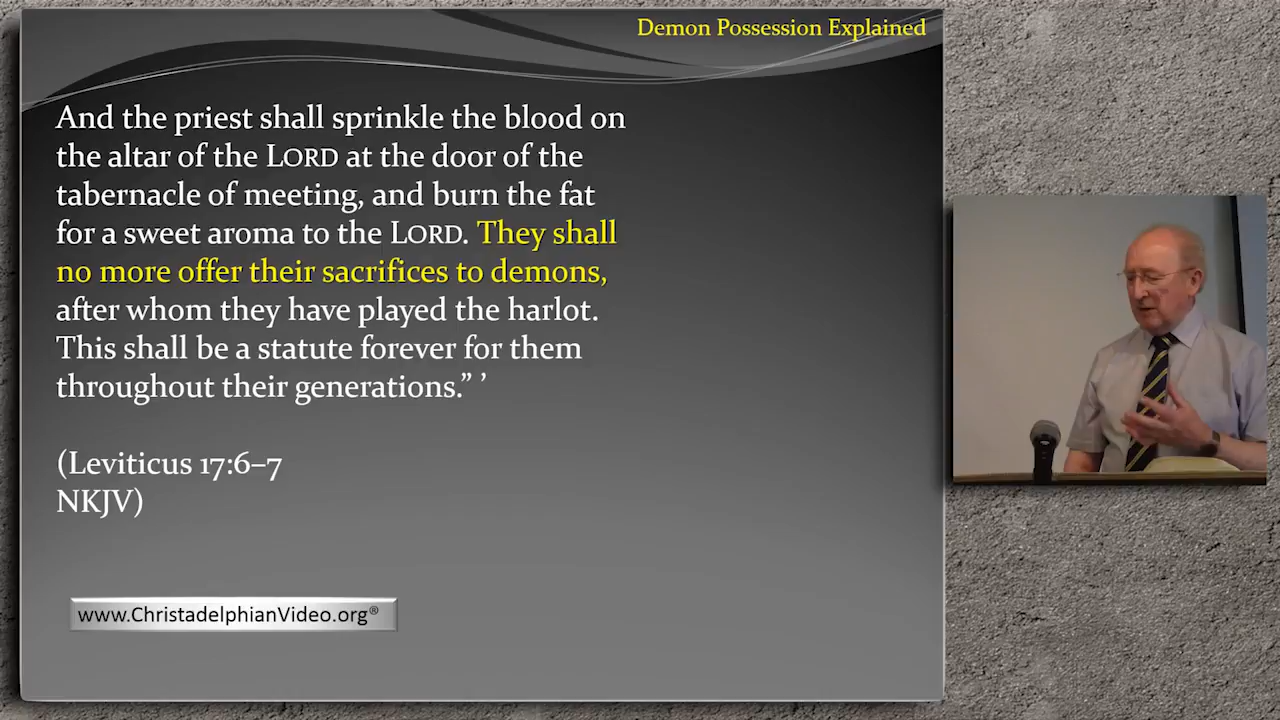 Demon Possession Explained
And the priest shall sprinkle the blood on
the altar of the LORD at the door of the
tabernacle of meeting, and burn the fat
for a sweet aroma to the LORD. They shall
no more offer their sacrifices to demons,
after whom they have played the harlot.
This shall be a statute forever for them
throughout their generations.” ’
(Leviticus 17:6–7
NKJV)
www.ChristadelphianVideo.org®